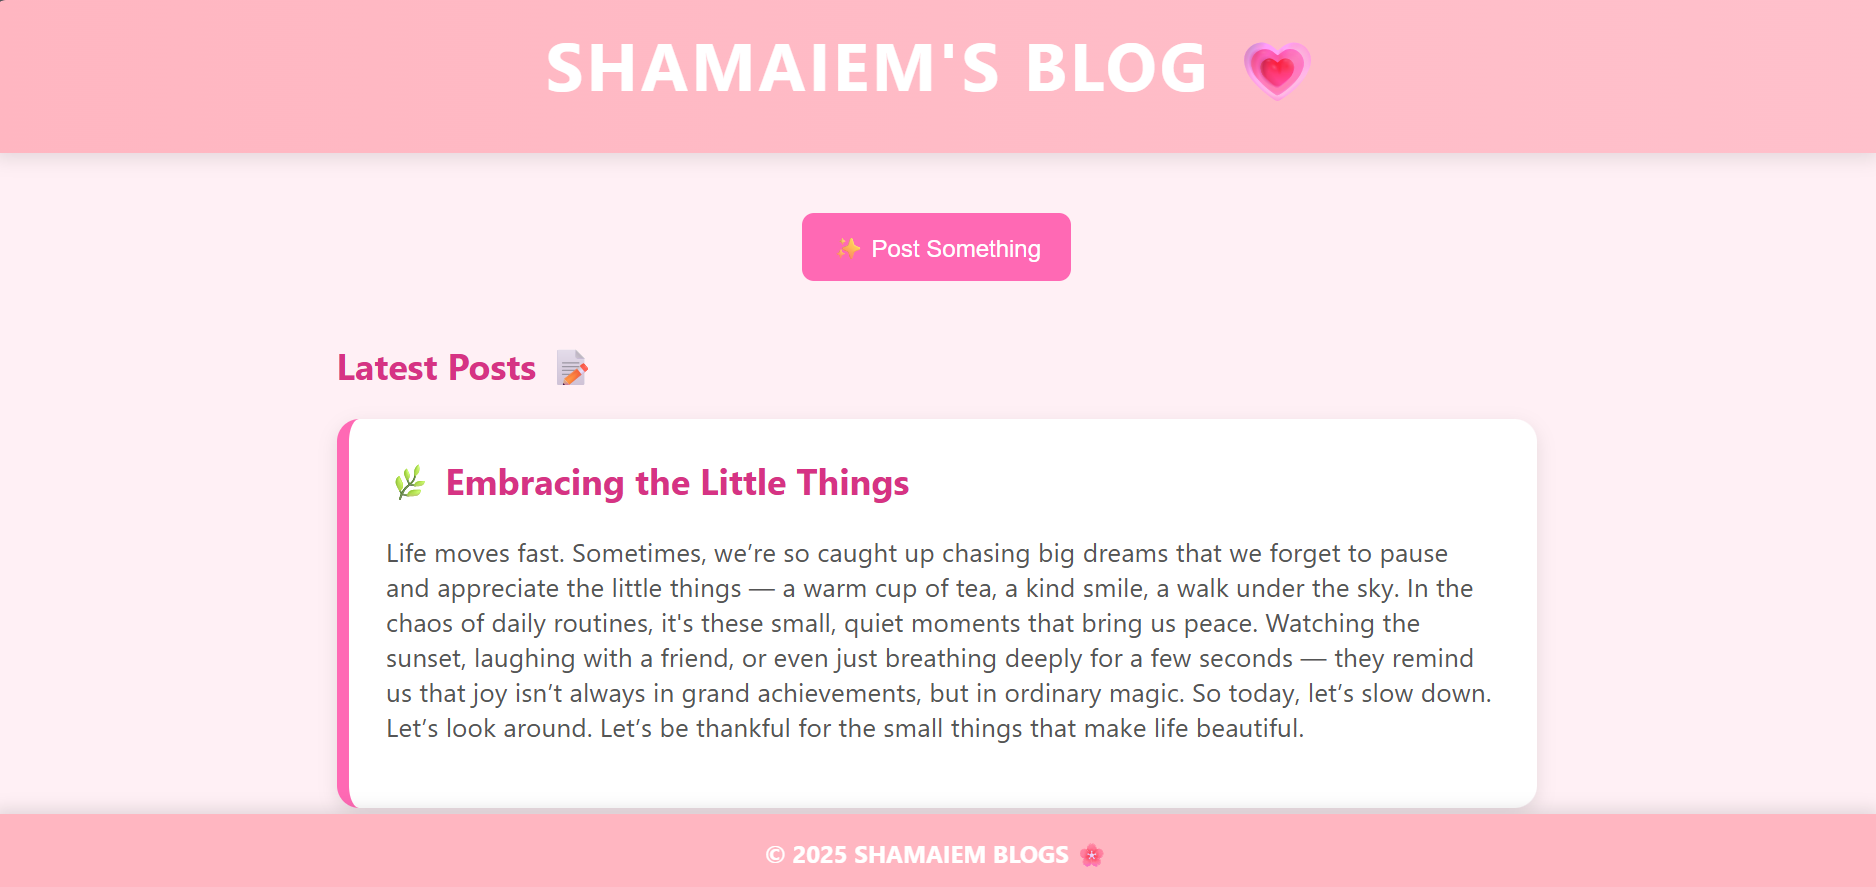 SHAMAIEM'S BLOG 💗
✨ Post Something
Latest Posts 📝
🌿 Embracing the Little Things
Life moves fast. Sometimes, we’re so caught up chasing big dreams that we forget to pause
and appreciate the little things — a warm cup of tea, a kind smile, a walk under the sky. In the
chaos of daily routines, it's these small, quiet moments that bring us peace. Watching the
sunset, laughing with a friend, or even just breathing deeply for a few seconds — they remind
us that joy isn’t always in grand achievements, but in ordinary magic. So today, let’s slow down.
Let’s look around. Let’s be thankful for the small things that make life beautiful.
© 2025 SHAMAIEM BLOGS 🌸